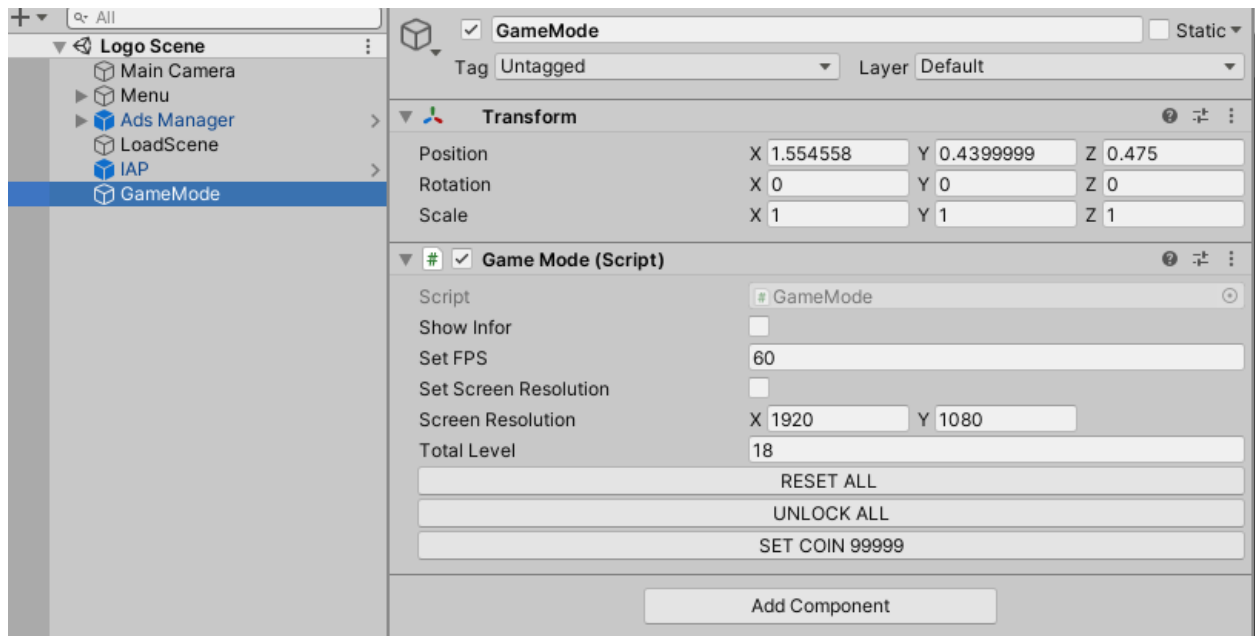 All
Logo Scene
Main Camera
Menu
Ads Manager
LoadScene
IAP
GameMode
GameMode Static
Tag Untagged Layer Default
Transform
Position X 1.554558 Y 0.4399999 Z 0.475
Rotation X 0 Y 0 Z 0
Scale X 1 Y 1 Z 1
# Game Mode (Script)
Script # GameMode
Show Infor
Set FPS 60
Set Screen Resolution
Screen Resolution X 1920 Y 1080
Total Level 18
RESET ALL
UNLOCK ALL
SET COIN 99999
Add Component